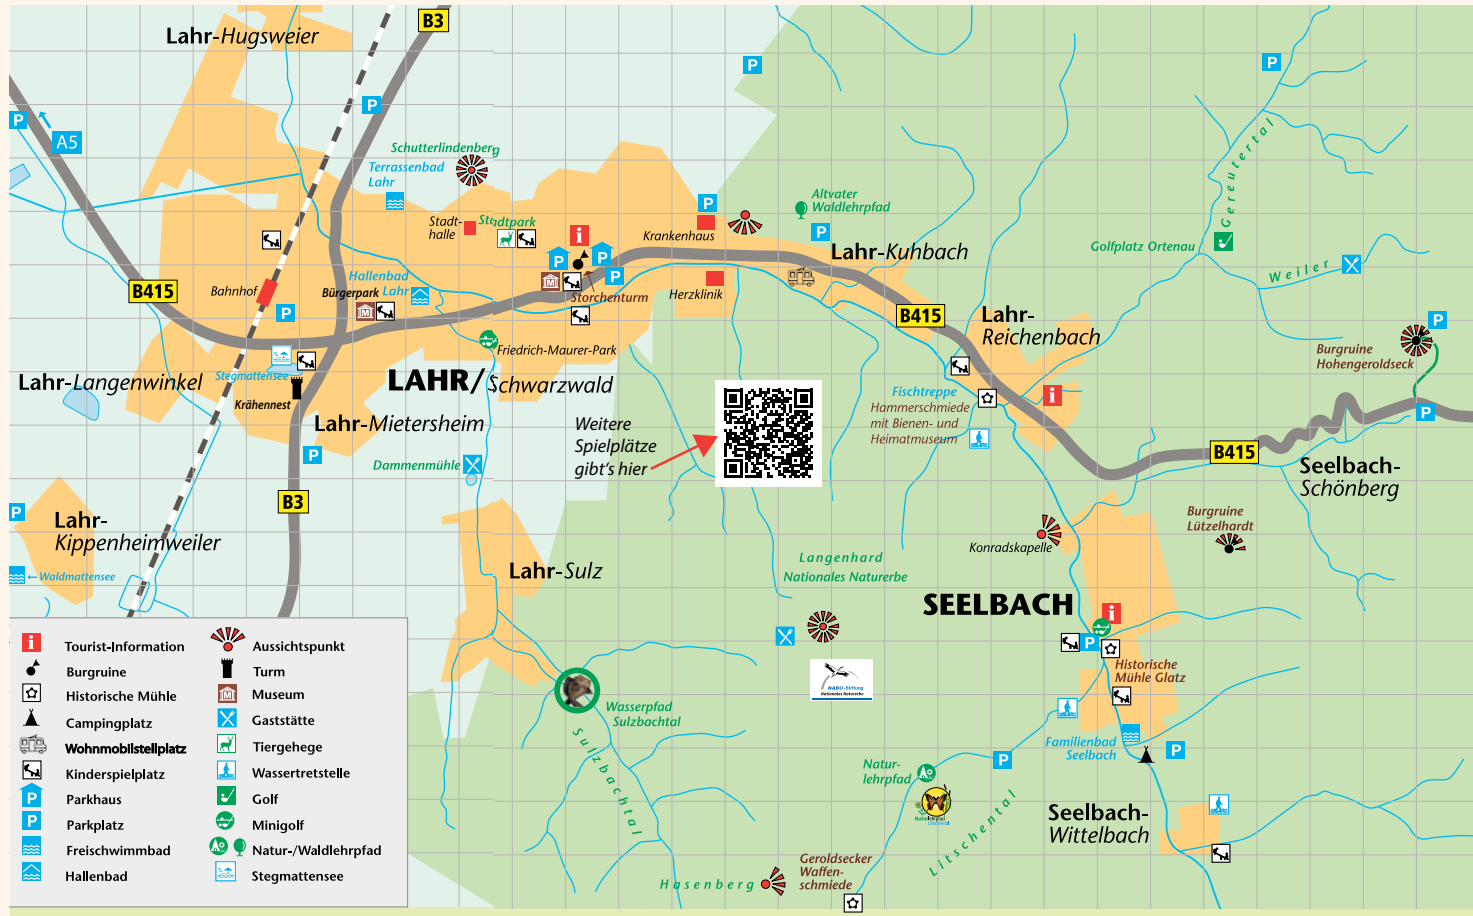 B3
Lahr-Hugsweier
P
P
P
P
A5
Schutterlindenberg
Terrassenbad
Lahr
Gereutertal
Altvater
Waldlehrpfad
P
Stadt-
halle
Stadtpark
i
Krankenhaus
P
Lahr-Kuhbach
Golfplatz Ortenau
P
P
P
Weiler
Hallenbad
Lahr
B415
Bahnhof
Bürgerpark
Storchenturm
Herzklinik
P
B415
Lahr-
Reichenbach
P
Burgruine
Hohengeroldseck
Friedrich-Maurer-Park
Stegmattensee
Lahr-Langenwinkel
LAHR/Schwarzwald
Krähennest
Fischtreppe
Hammerschmiede
mit Bienen- und
Heimatmuseum
i
P
Lahr-Mietersheim
Weitere
Spielplätze
gibt's hier
P
Dammenmühle
B415
Seelbach-
Schönberg
B3
P
Lahr-
Kippenheimweiler
Burgruine
Lützelhardt
Konradskapelle
Langenhard
Nationales Naturerbe
Lahr-Sulz
←Waldmattensee
SEELBACH
i
P
Historische
Mühle Glatz
NABU-Stiftung
Nationales Naturerbe
Wasserpfad
Sulzbachtal
Sulzbachtal
Familienbad
Seelbach
P
P
Natur-
lehrpfad
Litschental
Seelbach-
Wittelbach
Geroldsecker
Waffen-
schmiede
Hasenberg
i Tourist-Information
Burgruine
Historische Mühle
Campingplatz
Wohnmobilstellplatz
Kinderspielplatz
P Parkhaus
P Parkplatz
Freischwimmbad
Hallenbad
Aussichtspunkt
Turm
Museum
Gaststätte
Tiergehege
Wassertretstelle
Golf
Minigolf
Natur-/Waldlehrpfad
Stegmattensee